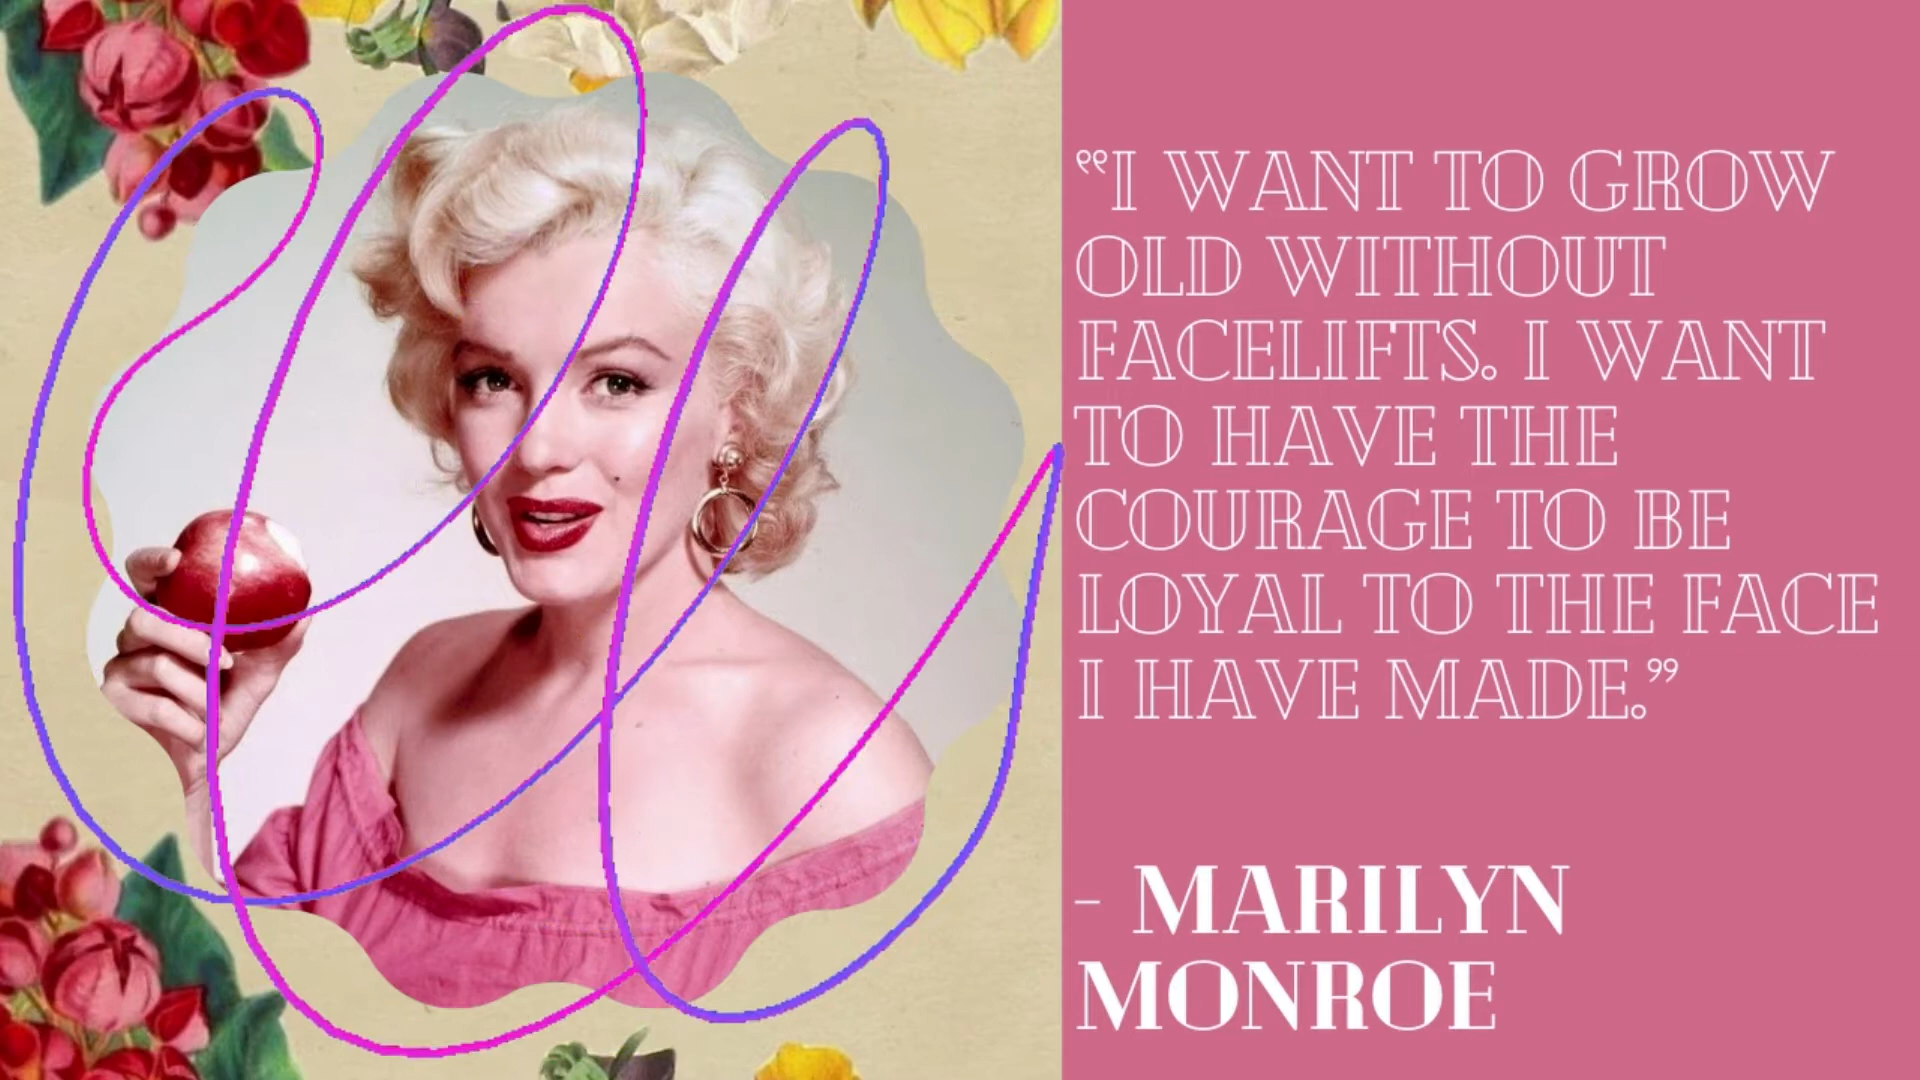 “I WANT TO GROW
OLD WITHOUT
FACELIFTS. I WANT
TO HAVE THE
COURAGE TO BE
LOYAL TO THE FACE
I HAVE MADE.”
- MARILYN
MONROE